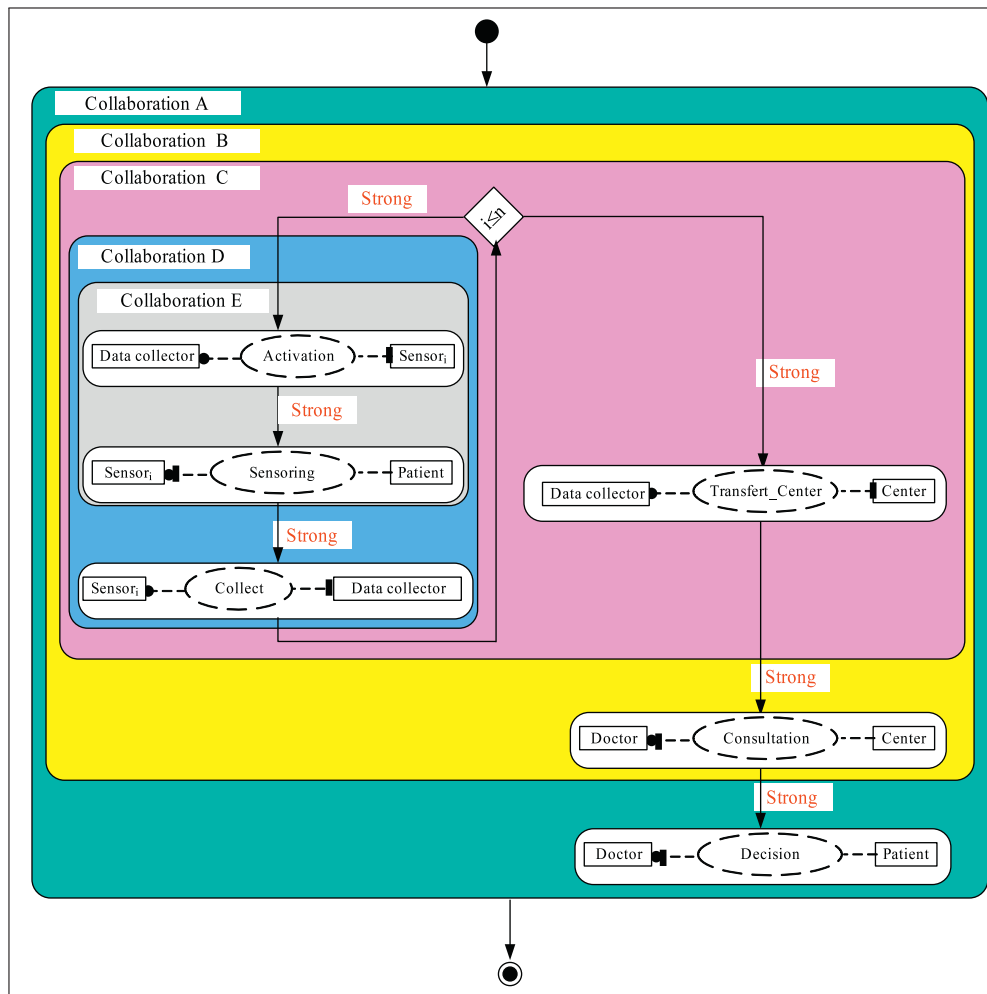 Collaboration A
Collaboration B
Collaboration C
Strong
i≤n
Collaboration D
Collaboration E
Data collector
Activation
Sensorᵢ
Strong
Strong
Sensorᵢ
Sensoring
Patient
Data collector
Transfert_Center
Center
Strong
Sensorᵢ
Collect
Data collector
Strong
Doctor
Consultation
Center
Strong
Doctor
Decision
Patient